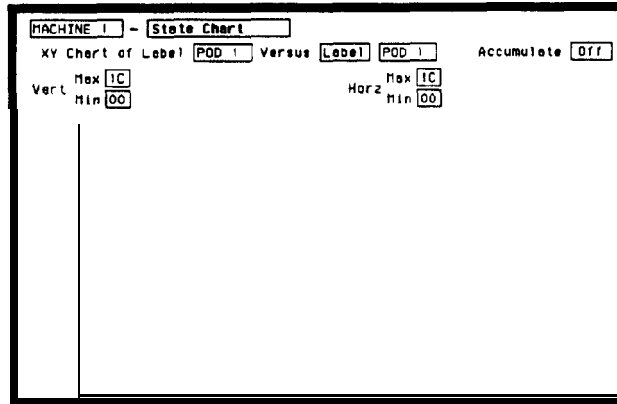 MACHINE 1 - State Chart
XY Chart of Label POD 1 Versus Label POD 1 Accumulate Off
Vert Max 1C Horz Max 1C
Min 00 Min 00